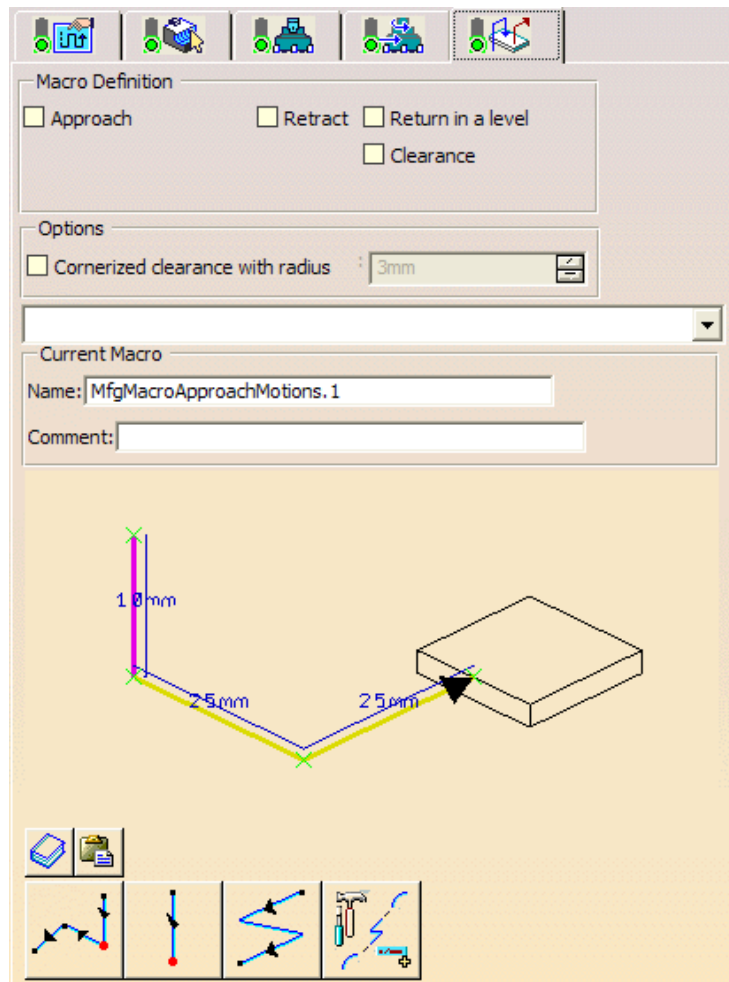 Macro Definition
Approach
Retract
Return in a level
Clearance
Options
Cornerized clearance with radius : 3mm
Current Macro
Name: MfgMacroApproachMotions.1
Comment:
10mm
25mm
25mm